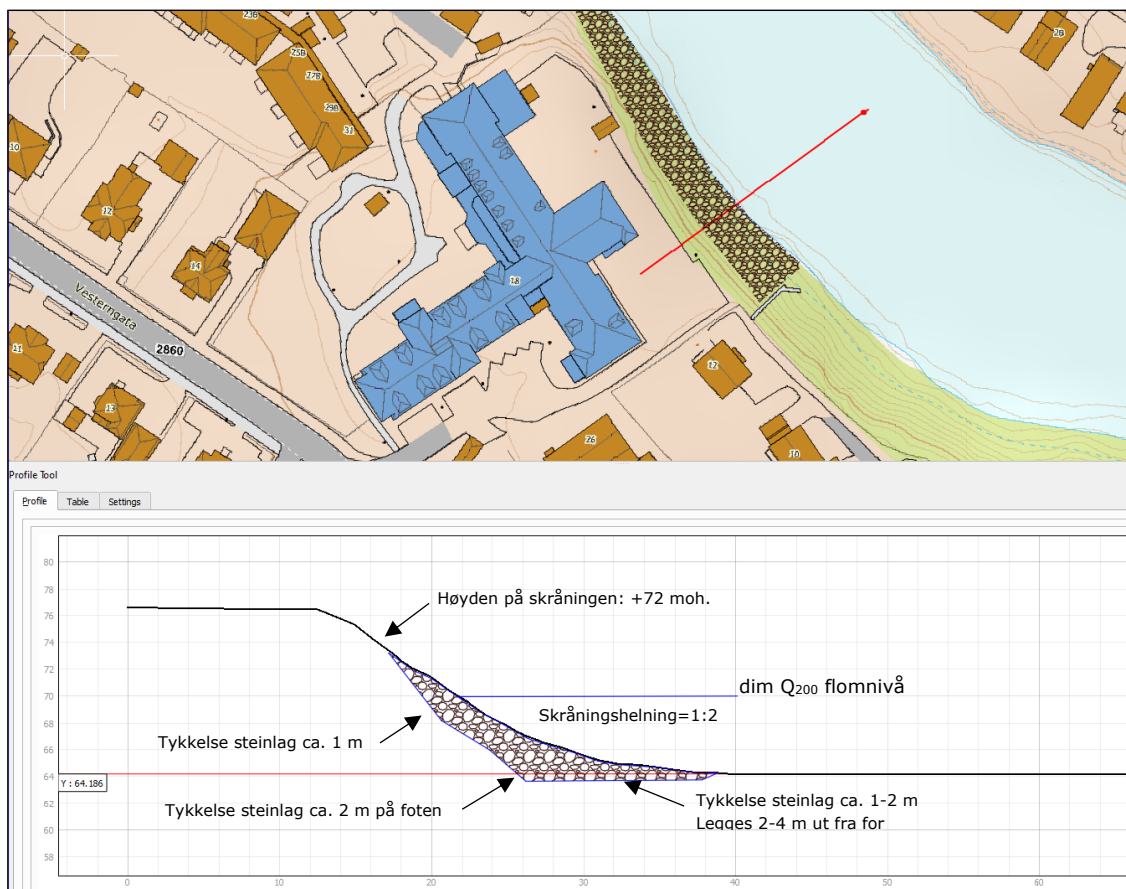 23B
25B
27B
29B
31
2B
10
12
14
18
Vesterngata
2860
11
13
12
26
10
Profile Tool
Profile
Table
Settings
80
78
76
74
72
70
68
66
64
62
60
58
Høyden på skråningen: +72 moh.
dim Q200 flomnivå
Skråningshelning=1:2
Tykkelse steinlag ca. 1 m
Y : 64.186
Tykkelse steinlag ca. 2 m på foten
Tykkelse steinlag ca. 1-2 m
Legges 2-4 m ut fra for
0
10
20
30
40
50
60